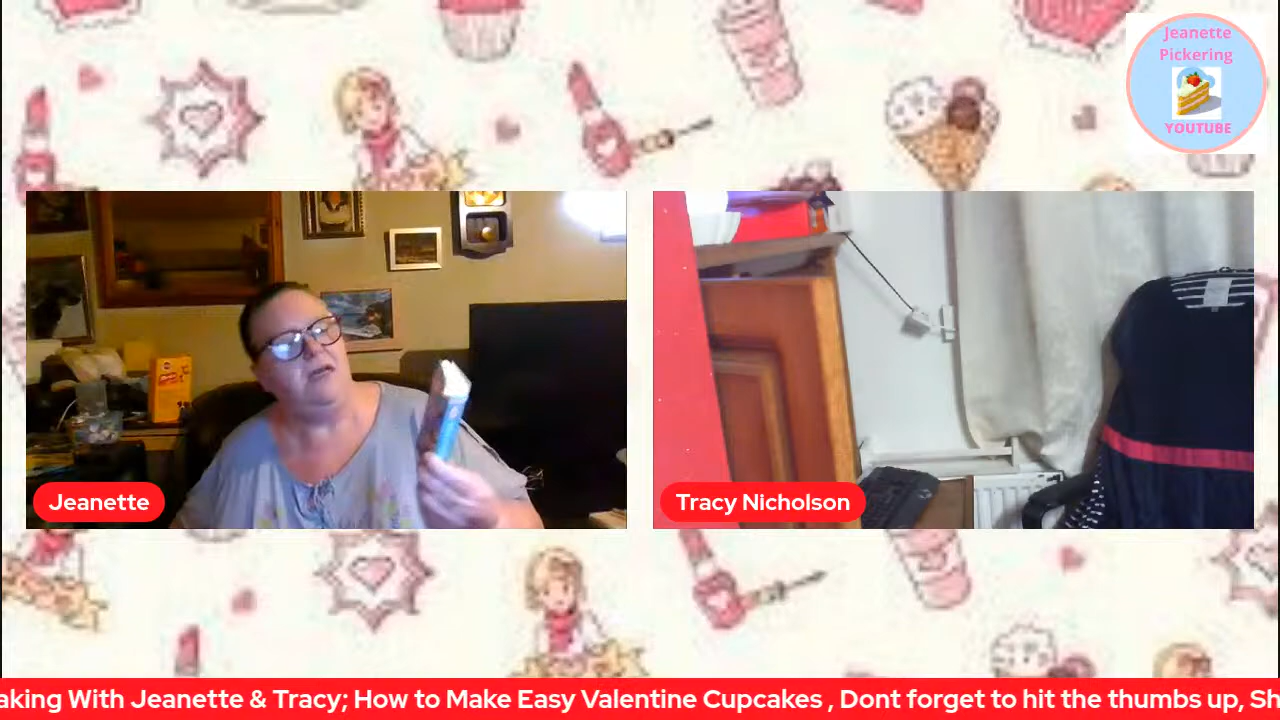 Jeanette
Pickering
YOUTUBE
Jeanette
Tracy Nicholson
aking With Jeanette & Tracy; How to Make Easy Valentine Cupcakes , Dont forget to hit the thumbs up, Sh